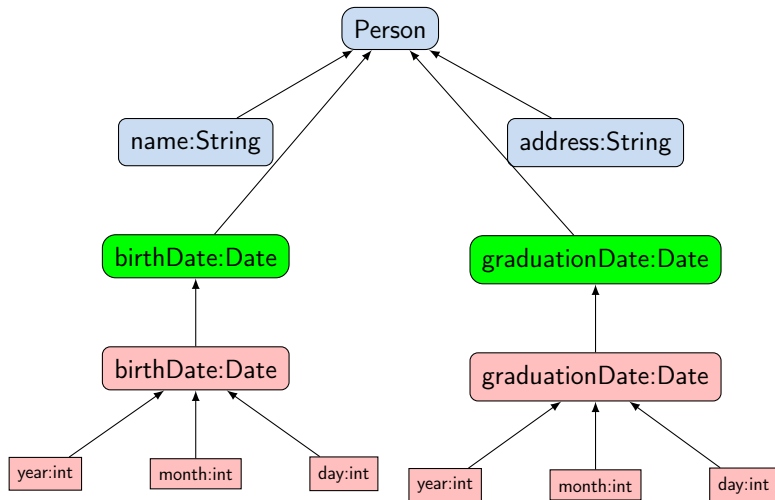 Person
name:String
address:String
birthDate:Date
graduationDate:Date
birthDate:Date
graduationDate:Date
year:int
month:int
day:int
year:int
month:int
day:int